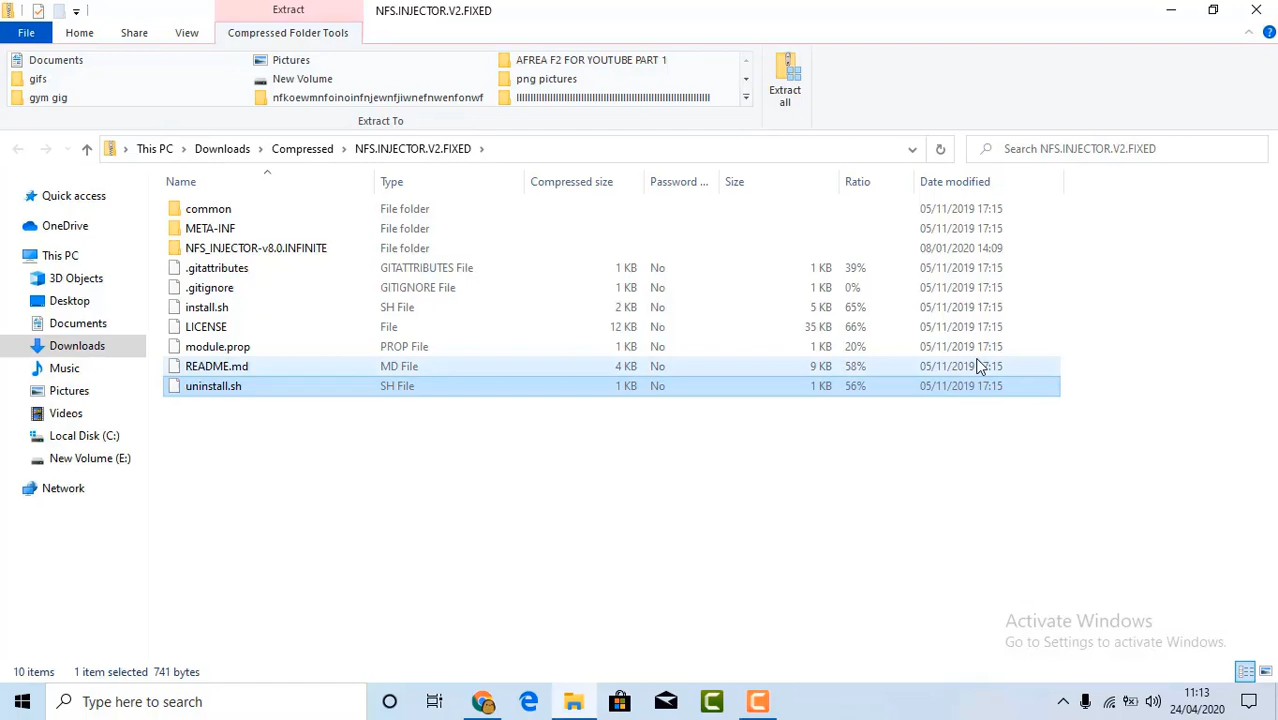 Extract
NFS.INJECTOR.V2.FIXED
File
Home
Share
View
Compressed Folder Tools
Documents
Pictures
AFREA F2 FOR YOUTUBE PART 1
gifs
New Volume
png pictures
gym gig
nfkoewmnfoinoinfnjewnfjiwnefnwenfonwf
Extract all
Extract To
This PC
Downloads
Compressed
NFS.INJECTOR.V2.FIXED
Search NFS.INJECTOR.V2.FIXED
Name Type Compressed size Password ... Size Ratio Date modified
common File folder 05/11/2019 17:15
META-INF File folder 05/11/2019 17:15
NFS_INJECTOR-v8.0.INFINITE File folder 08/01/2020 14:09
.gitattributes GITATTRIBUTES File 1 KB No 1 KB 39% 05/11/2019 17:15
.gitignore GITIGNORE File 1 KB No 1 KB 0% 05/11/2019 17:15
install.sh SH File 2 KB No 5 KB 65% 05/11/2019 17:15
LICENSE File 12 KB No 35 KB 66% 05/11/2019 17:15
module.prop PROP File 1 KB No 1 KB 20% 05/11/2019 17:15
README.md MD File 4 KB No 9 KB 58% 05/11/2019 17:15
uninstall.sh SH File 1 KB No 1 KB 56% 05/11/2019 17:15
Quick access
OneDrive
This PC
3D Objects
Desktop
Documents
Downloads
Music
Pictures
Videos
Local Disk (C:)
New Volume (E:)
Network
Activate Windows
Go to Settings to activate Windows.
10 items 1 item selected 741 bytes
Type here to search
11:13
24/04/2020